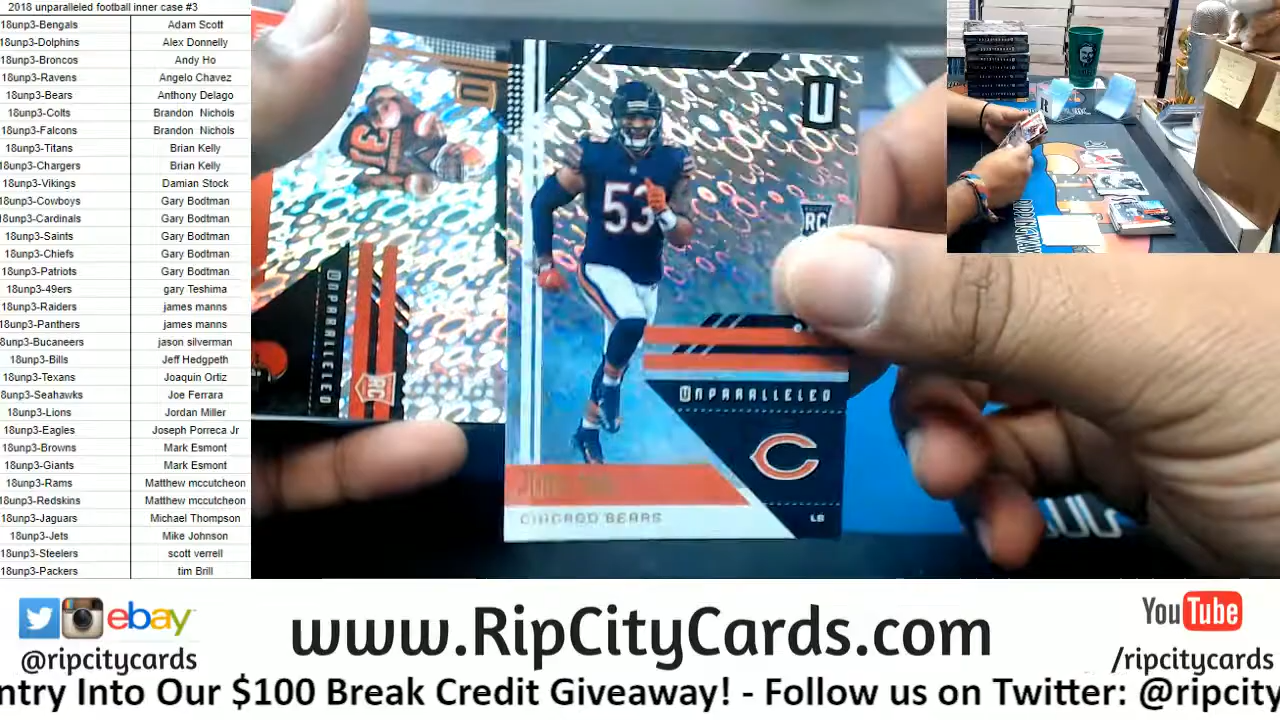 2018 unparalleled football inner case #3
18unp3-Bengals Adam Scott
18unp3-Dolphins Alex Donnelly
18unp3-Broncos Andy Ho
18unp3-Ravens Angelo Chavez
18unp3-Bears Anthony Delago
18unp3-Colts Brandon Nichols
18unp3-Falcons Brandon Nichols
18unp3-Titans Brian Kelly
18unp3-Chargers Brian Kelly
18unp3-Vikings Damian Stock
18unp3-Cowboys Gary Bodtman
18unp3-Cardinals Gary Bodtman
18unp3-Saints Gary Bodtman
18unp3-Chiefs Gary Bodtman
18unp3-Patriots Gary Bodtman
18unp3-49ers gary Teshima
18unp3-Raiders james manns
18unp3-Panthers james manns
8unp3-Bucaneers jason silverman
18unp3-Bills Jeff Hedgpeth
18unp3-Texans Joaquin Ortiz
18unp3-Seahawks Joe Ferrara
18unp3-Lions Jordan Miller
18unp3-Eagles Joseph Porreca Jr
18unp3-Browns Mark Esmont
18unp3-Giants Mark Esmont
18unp3-Rams Matthew mccutcheon
18unp3-Redskins Matthew mccutcheon
18unp3-Jaguars Michael Thompson
18unp3-Jets Mike Johnson
18unp3-Steelers scott verrell
18unp3-Packers tim Brill
U
53
RC
UNPARALLELED
C
CHICAGO BEARS
LB
31
UNPARALLELED
RC
ebay
@ripcitycards
www.RipCityCards.com
YouTube
/ripcitycards
ntry Into Our $100 Break Credit Giveaway! - Follow us on Twitter: @ripcity